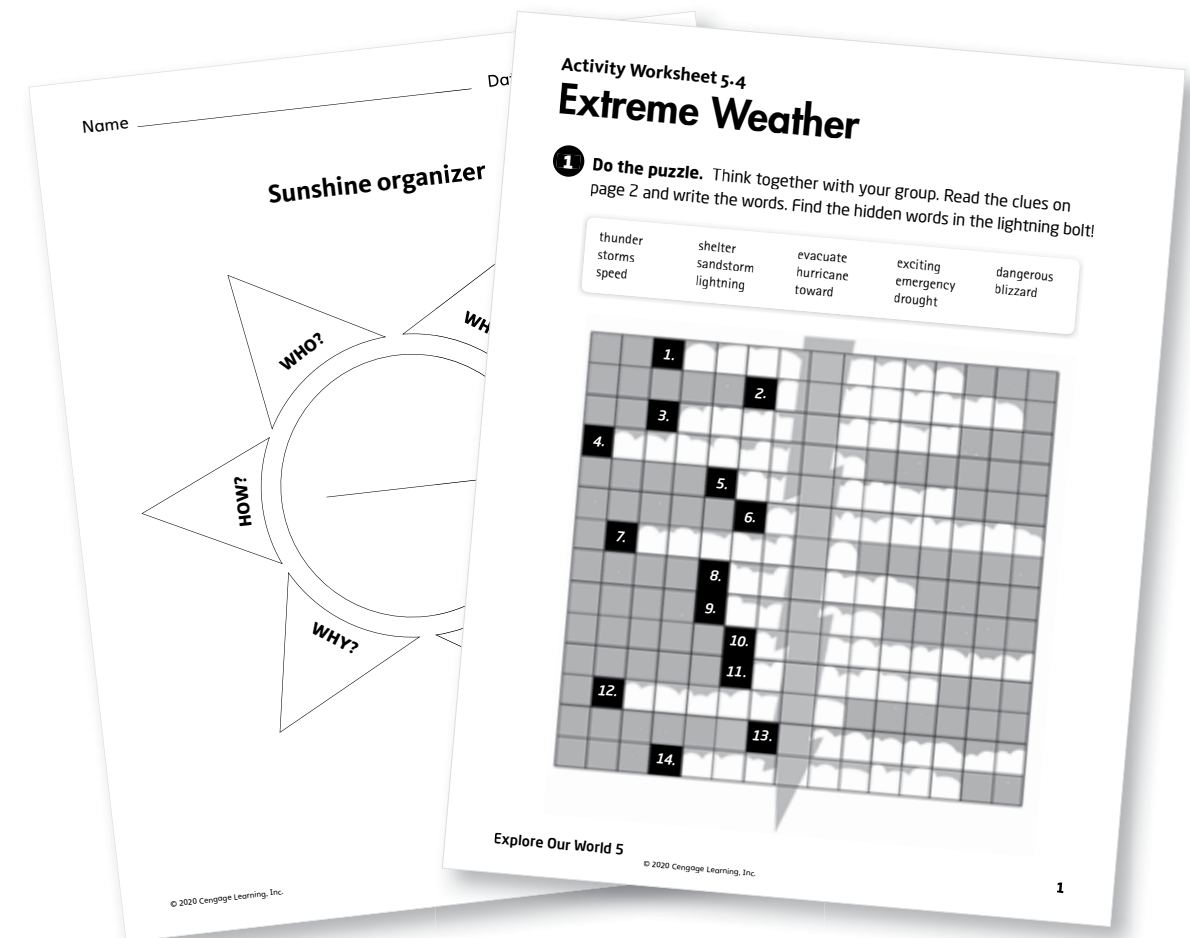 Name
Sunshine organizer
WHO?
HOW?
WHY?
© 2020 Cengage Learning, Inc.
Activity Worksheet 5·4
Extreme Weather
1 Do the puzzle. Think together with your group. Read the clues on
page 2 and write the words. Find the hidden words in the lightning bolt!
thunder shelter evacuate exciting dangerous
storms sandstorm hurricane emergency blizzard
speed lightning toward drought
1.
2.
3.
4.
5.
6.
7.
8.
9.
10.
11.
12.
13.
14.
Explore Our World 5
© 2020 Cengage Learning, Inc.
1